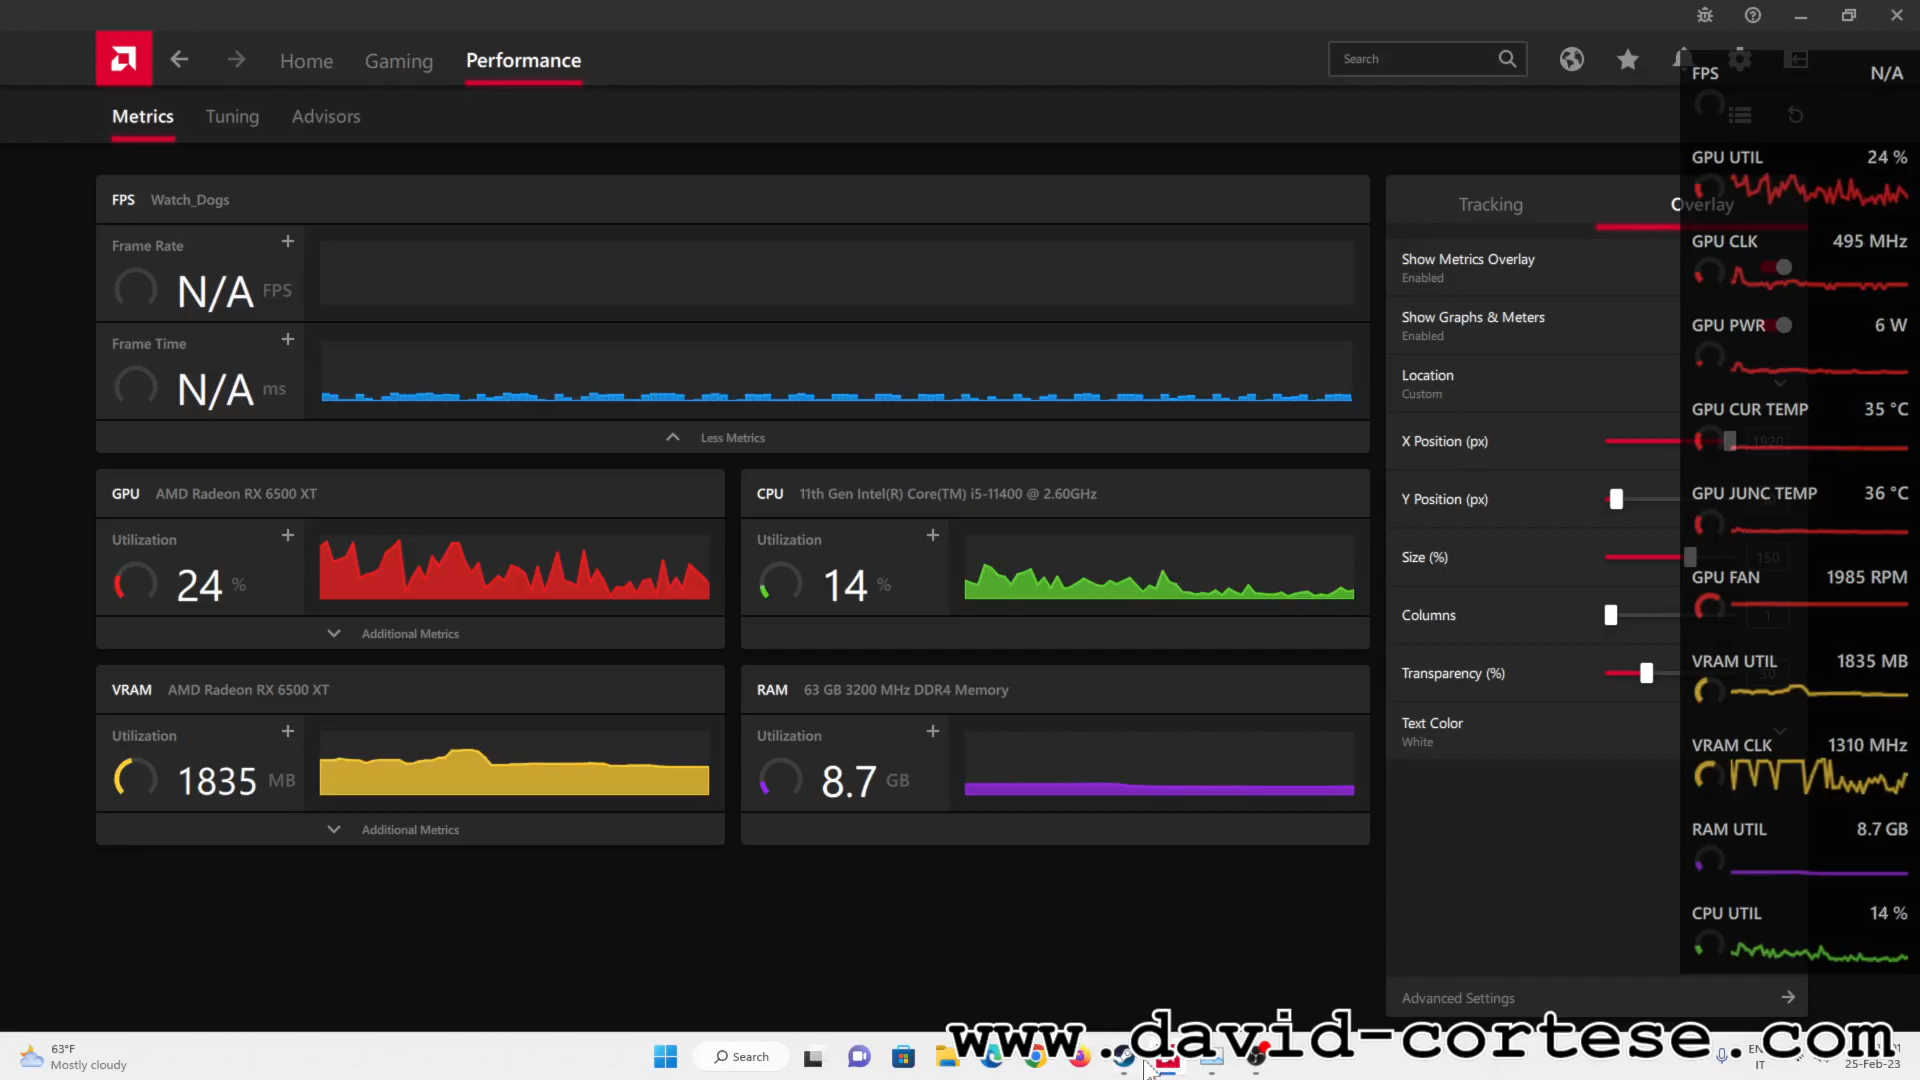 Home Gaming Performance Search
Metrics Tuning Advisors
FPS Watch_Dogs
Frame Rate
N/A FPS
Frame Time
N/A ms
Less Metrics
GPU AMD Radeon RX 6500 XT
Utilization
24 %
Additional Metrics
CPU 11th Gen Intel(R) Core(TM) i5-11400 @ 2.60GHz
Utilization
14 %
VRAM AMD Radeon RX 6500 XT
Utilization
1835 MB
Additional Metrics
RAM 63 GB 3200 MHz DDR4 Memory
Utilization
8.7 GB
Tracking Overlay
Show Metrics Overlay
Enabled
Show Graphs & Meters
Enabled
Location
Custom
X Position (px) 1920
Y Position (px)
Size (%) 150
Columns 1
Transparency (%) 30
Text Color
White
Advanced Settings
FPS N/A
GPU UTIL 24 %
GPU CLK 495 MHz
GPU PWR 6 W
GPU CUR TEMP 35 °C
GPU JUNC TEMP 36 °C
GPU FAN 1985 RPM
VRAM UTIL 1835 MB
VRAM CLK 1310 MHz
RAM UTIL 8.7 GB
CPU UTIL 14 %
www.david-cortese.com
63°F
Mostly cloudy
Search
IT
25-Feb-23